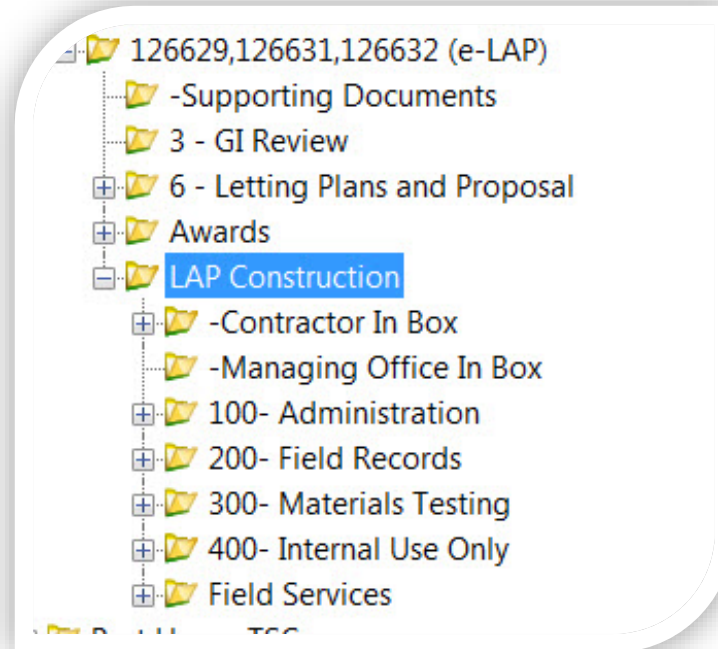 126629,126631,126632 (e-LAP)
-Supporting Documents
3 - GI Review
6 - Letting Plans and Proposal
Awards
LAP Construction
-Contractor In Box
-Managing Office In Box
100- Administration
200- Field Records
300- Materials Testing
400- Internal Use Only
Field Services